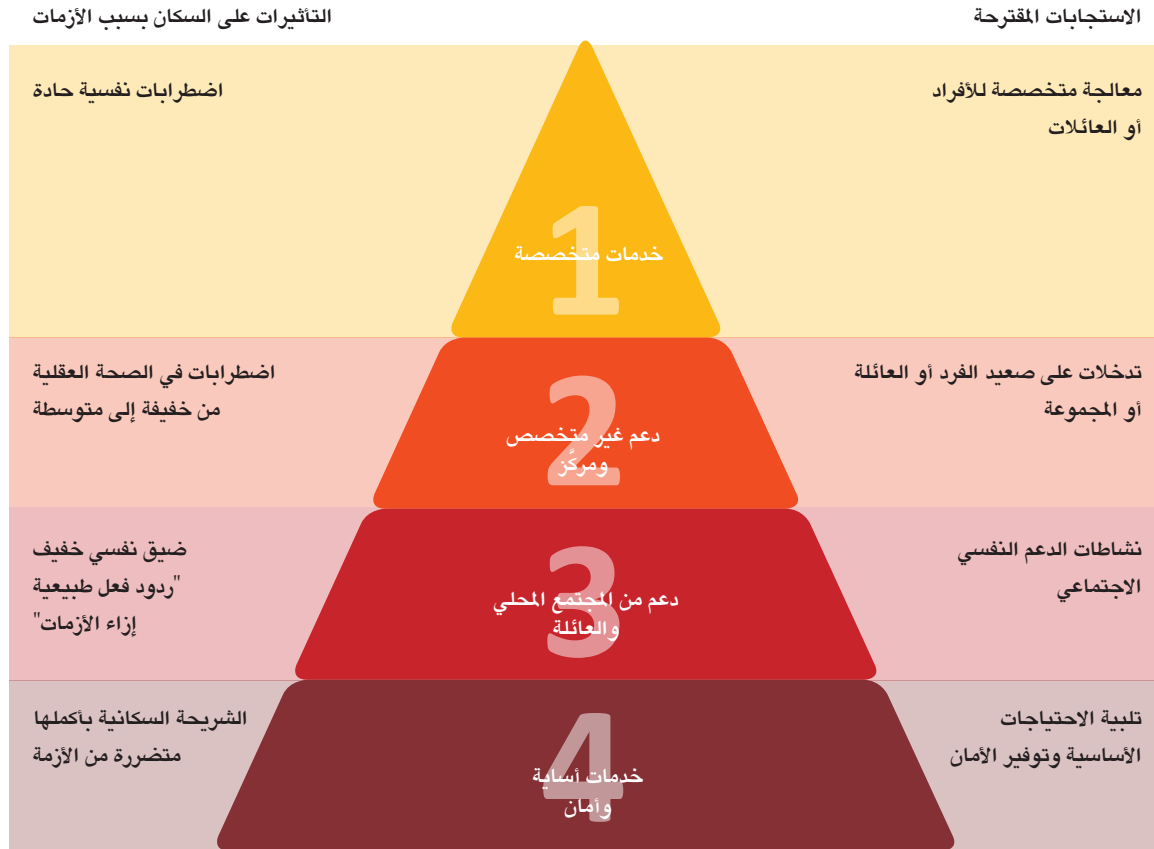 الاستجابات المقترحة
التأثيرات على السكان بسبب الأزمات
معالجة متخصصة للأفراد
أو العائلات
1
خدمات متخصصة
اضطرابات نفسية حادة
تدخلات على صعيد الفرد أو العائلة
أو المجموعة
2
دعم غير متخصص
ومركَّز
اضطرابات في الصحة العقلية
من خفيفة إلى متوسطة
نشاطات الدعم النفسي
الاجتماعي
3
دعم من المجتمع المحلي
والعائلة
ضيق نفسي خفيف
"ردود فعل طبيعية
إزاء الأزمات"
تلبية الاحتياجات
الأساسية وتوفير الأمان
4
خدمات أساية
وأمان
الشريحة السكانية بأكملها
متضررة من الأزمة